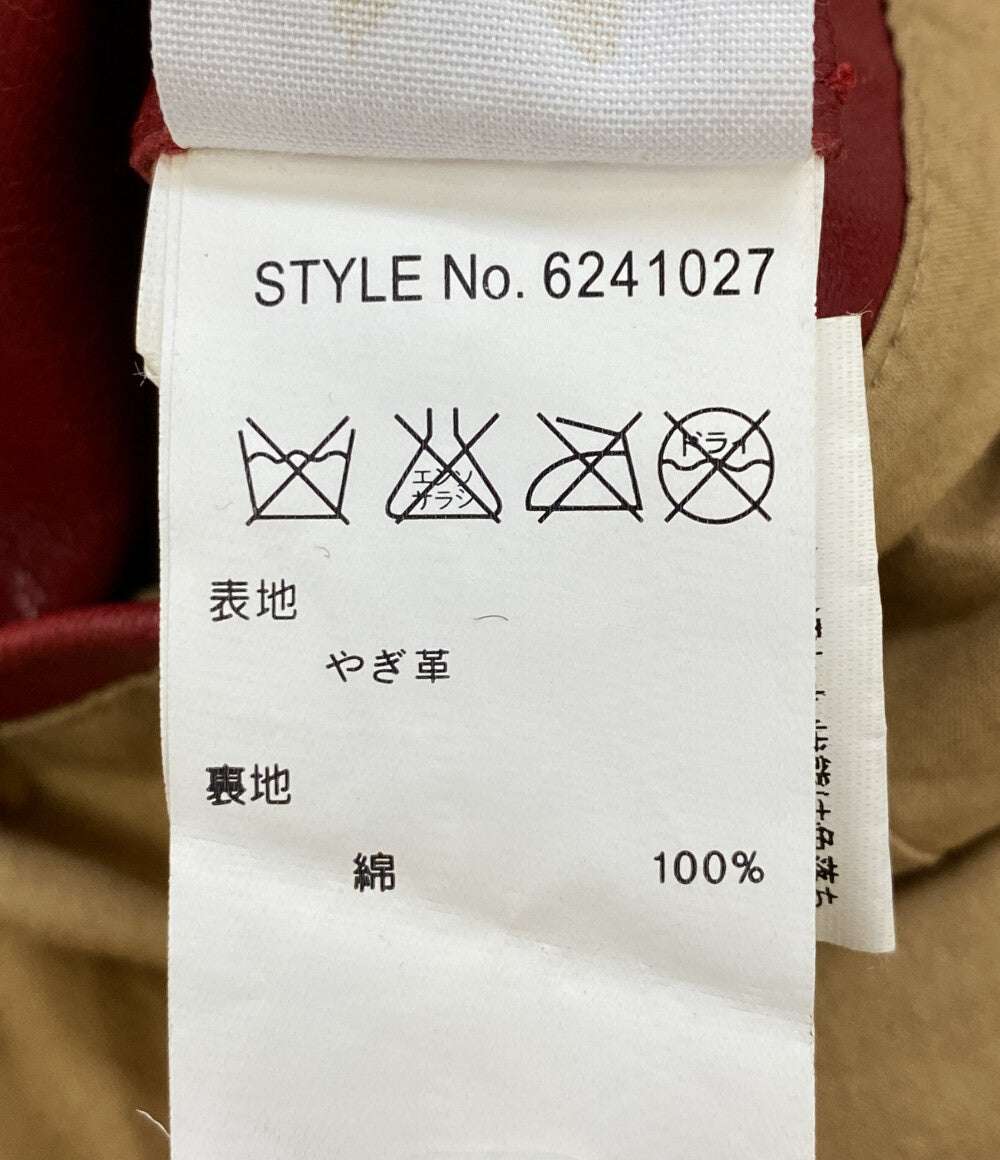 STYLE No. 6241027
エンソ
サラシ
ドライ
表地
やぎ革
裏地
綿 100%